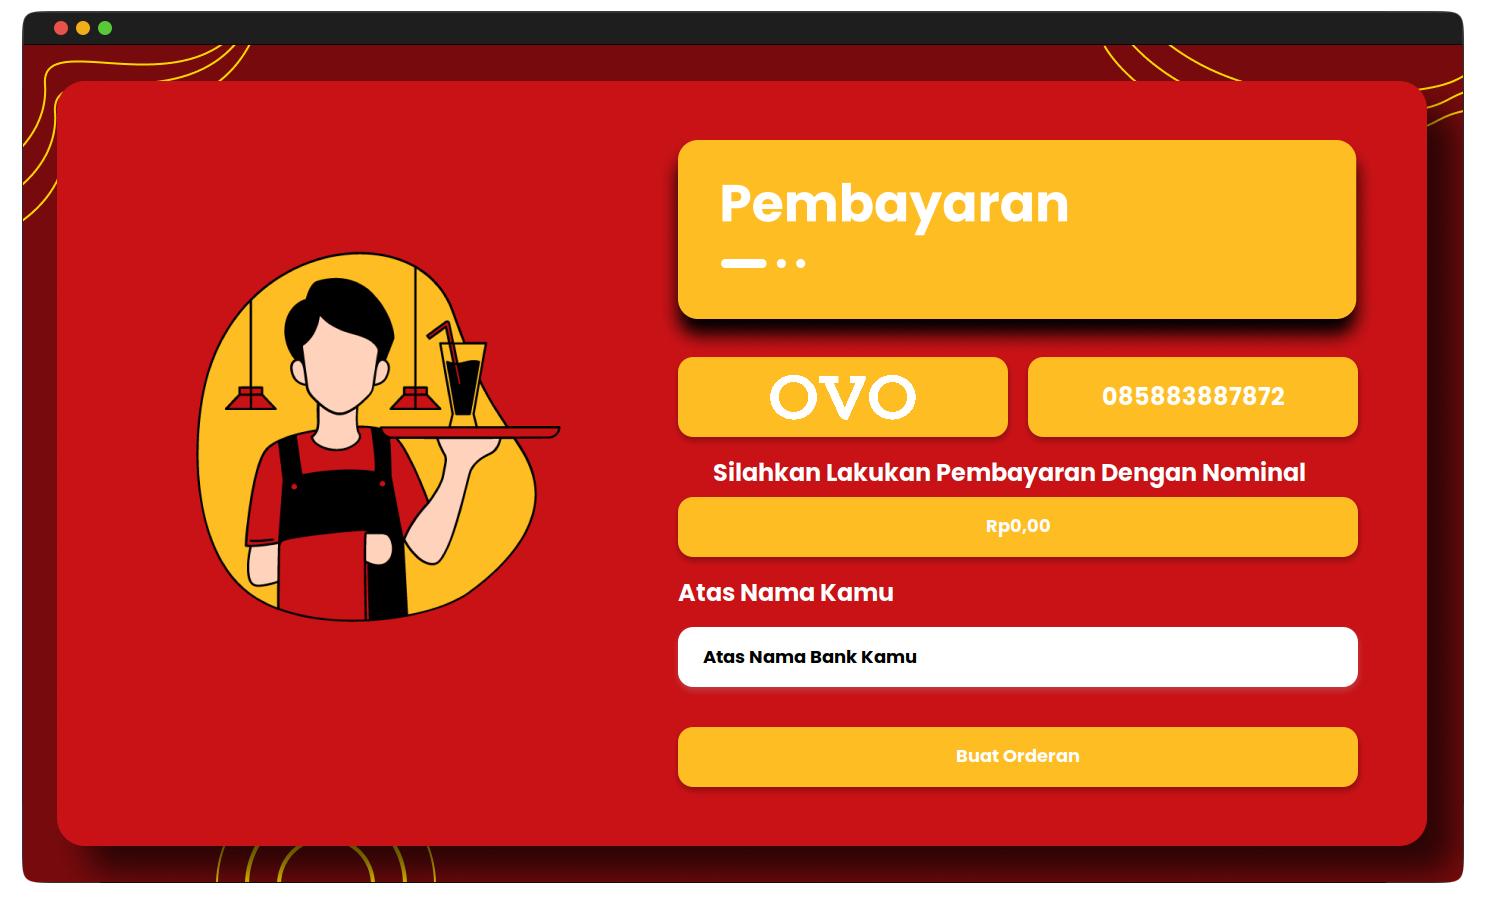 Pembayaran
OVO
085883887872
Silahkan Lakukan Pembayaran Dengan Nominal
Rp0,00
Atas Nama Kamu
Atas Nama Bank Kamu
Buat Orderan